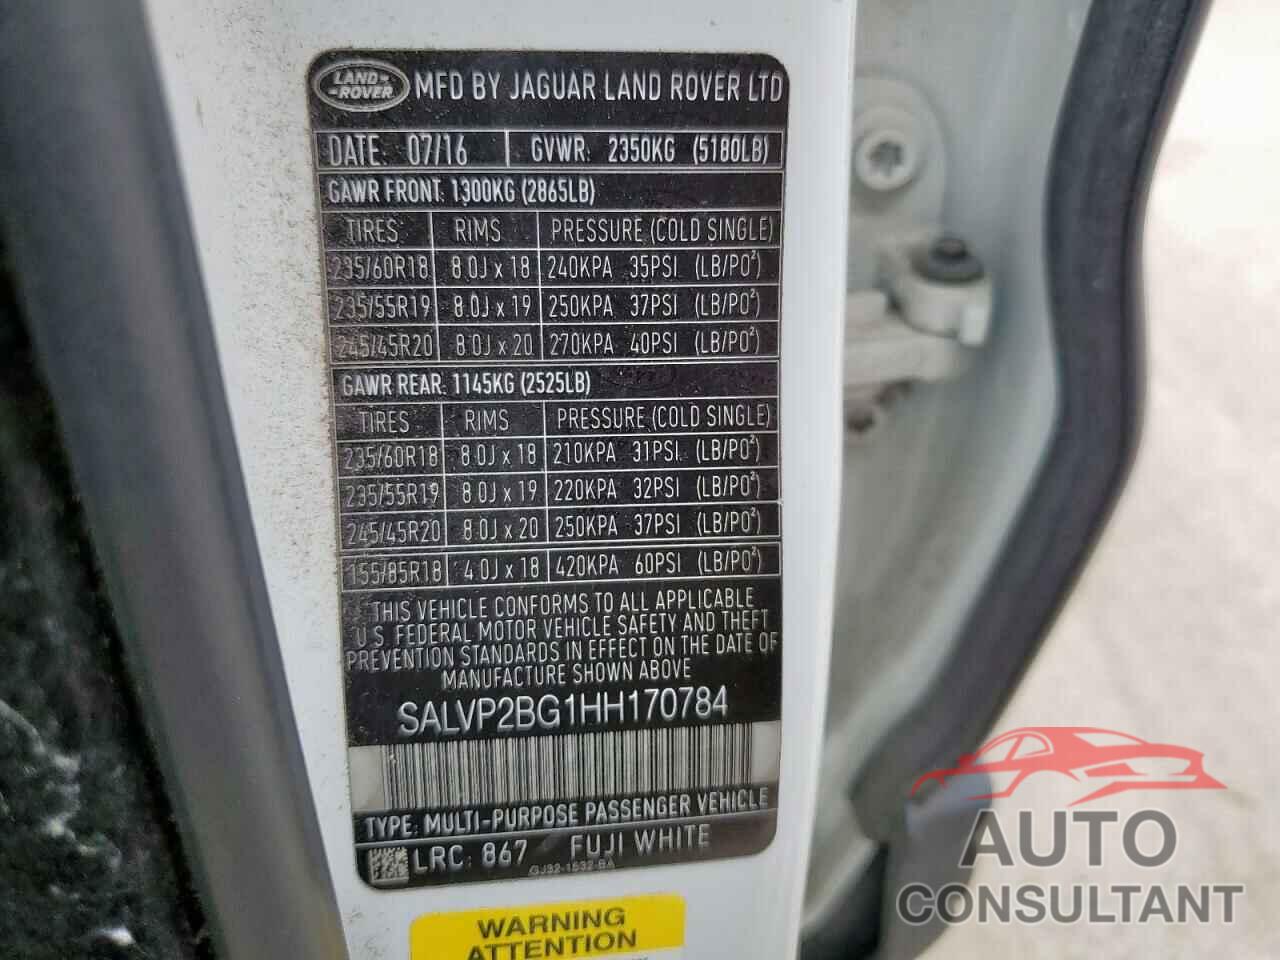 LAND-
-ROVER
MFD BY JAGUAR LAND ROVER LTD
DATE: 07/16 GVWR: 2350KG (5180LB)
GAWR FRONT: 1300KG (2865LB)
TIRES RIMS PRESSURE (COLD SINGLE)
235/60R18 8.0J x 18 240KPA 35PSI (LB/PO²)
235/55R19 8.0J x 19 250KPA 37PSI (LB/PO²)
245/45R20 8.0J x 20 270KPA 40PSI (LB/PO²)
GAWR REAR: 1145KG (2525LB)
TIRES RIMS PRESSURE (COLD SINGLE)
235/60R18 8.0J x 18 210KPA 31PSI (LB/PO²)
235/55R19 8.0J x 19 220KPA 32PSI (LB/PO²)
245/45R20 8.0J x 20 250KPA 37PSI (LB/PO²)
155/85R18 4.0J x 18 420KPA 60PSI (LB/PO²)
THIS VEHICLE CONFORMS TO ALL APPLICABLE
U.S. FEDERAL MOTOR VEHICLE SAFETY AND THEFT
PREVENTION STANDARDS IN EFFECT ON THE DATE OF
MANUFACTURE SHOWN ABOVE
SALVP2BG1HH170784
TYPE: MULTI-PURPOSE PASSENGER VEHICLE
LRC: 867 FUJI WHITE
GJ32-1532-BA
WARNING
ATTENTION
AUTO
CONSULTANT